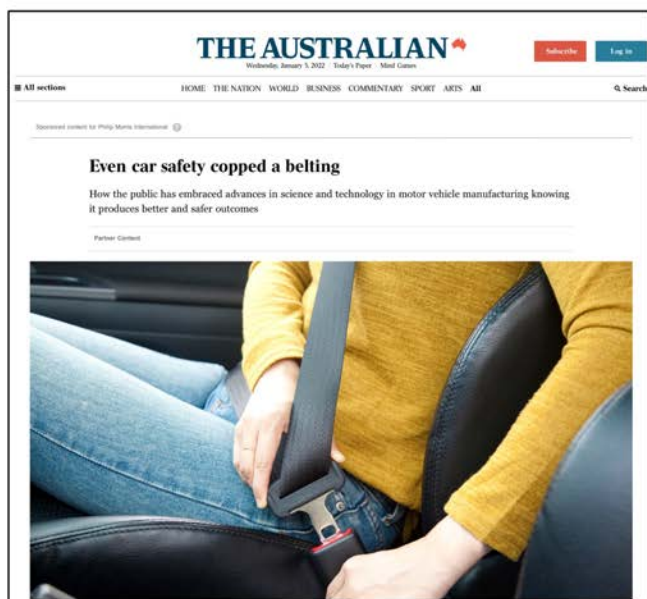 THE AUSTRALIAN
Wednesday, January 5, 2022 Today's Paper Mind Games
Subscribe
Log in
All sections
HOME THE NATION WORLD BUSINESS COMMENTARY SPORT ARTS All
Search
Sponsored content for Philip Morris International ?
Even car safety copped a belting
How the public has embraced advances in science and technology in motor vehicle manufacturing knowing
it produces better and safer outcomes
Partner Content